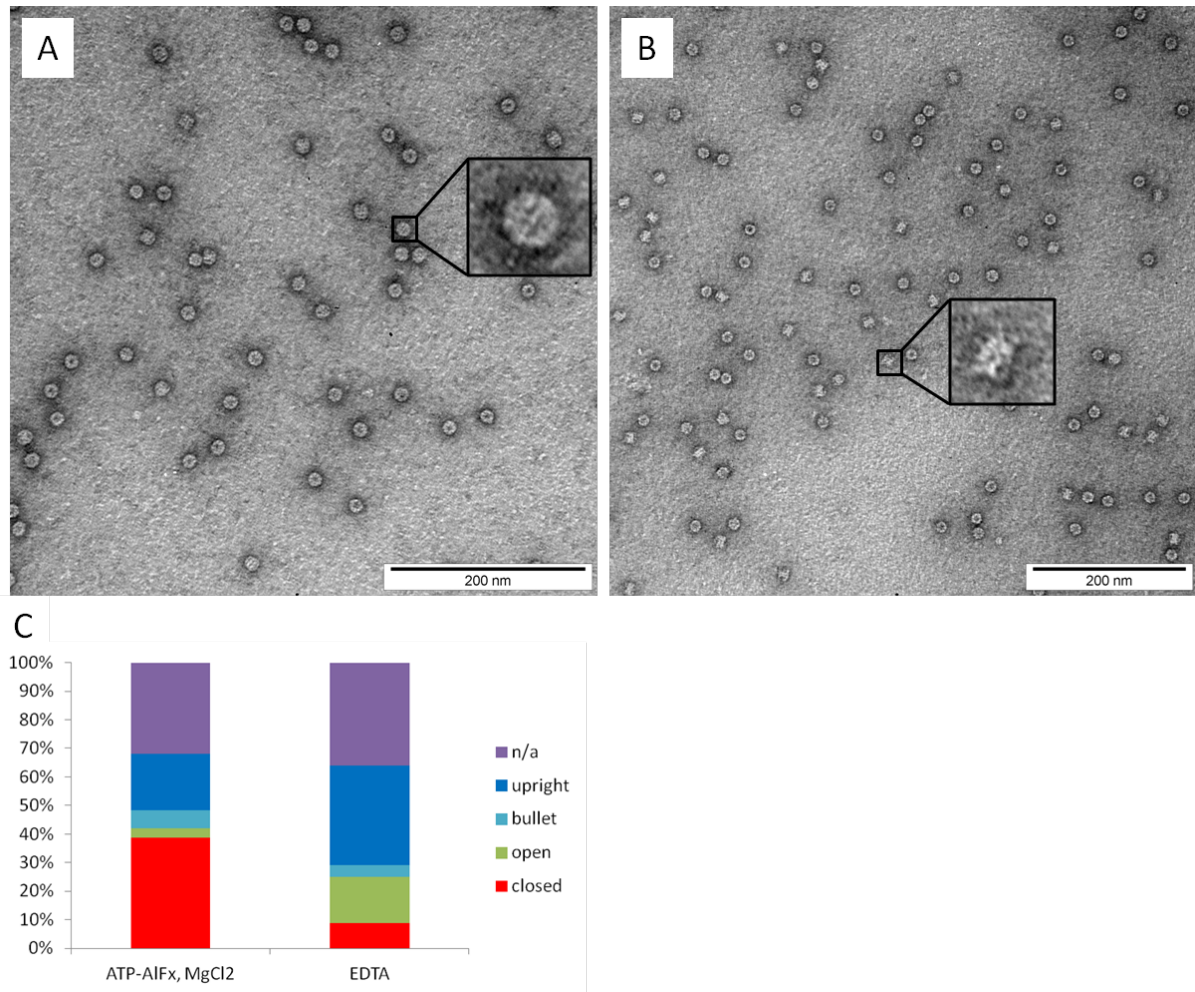 A
B
200 nm
200 nm
C
100%
90%
80%
70%
60%
50%
40%
30%
20%
10%
0%
ATP-AlFx, MgCl2
EDTA
n/a
upright
bullet
open
closed